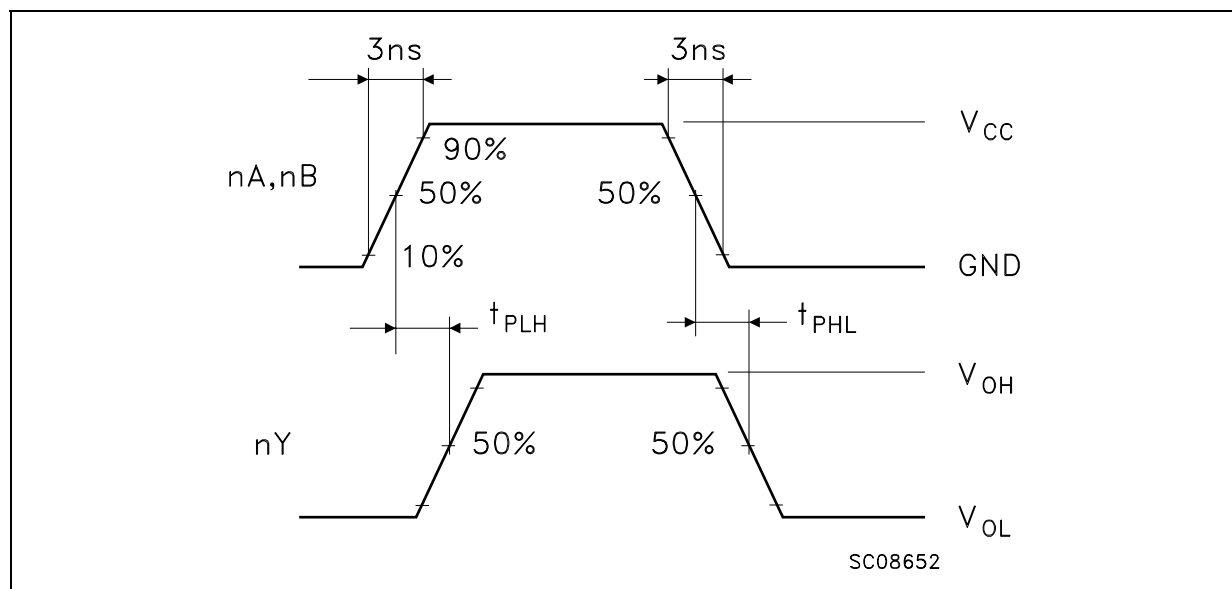 3ns 3ns
V_CC
90%
nA,nB 50% 50%
10%
GND
t_PLH t_PHL
V_OH
nY 50% 50%
V_OL
SC08652